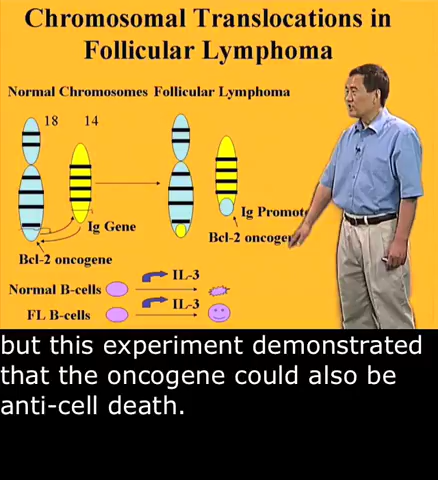 Chromosomal Translocations in
Follicular Lymphoma
Normal Chromosomes Follicular Lymphoma
18 14
Ig Gene
Ig Promot
Bcl-2 oncoger
Bcl-2 oncogene
IL-3
Normal B-cells
IL-3
FL B-cells
but this experiment demonstrated
that the oncogene could also be
anti-cell death.